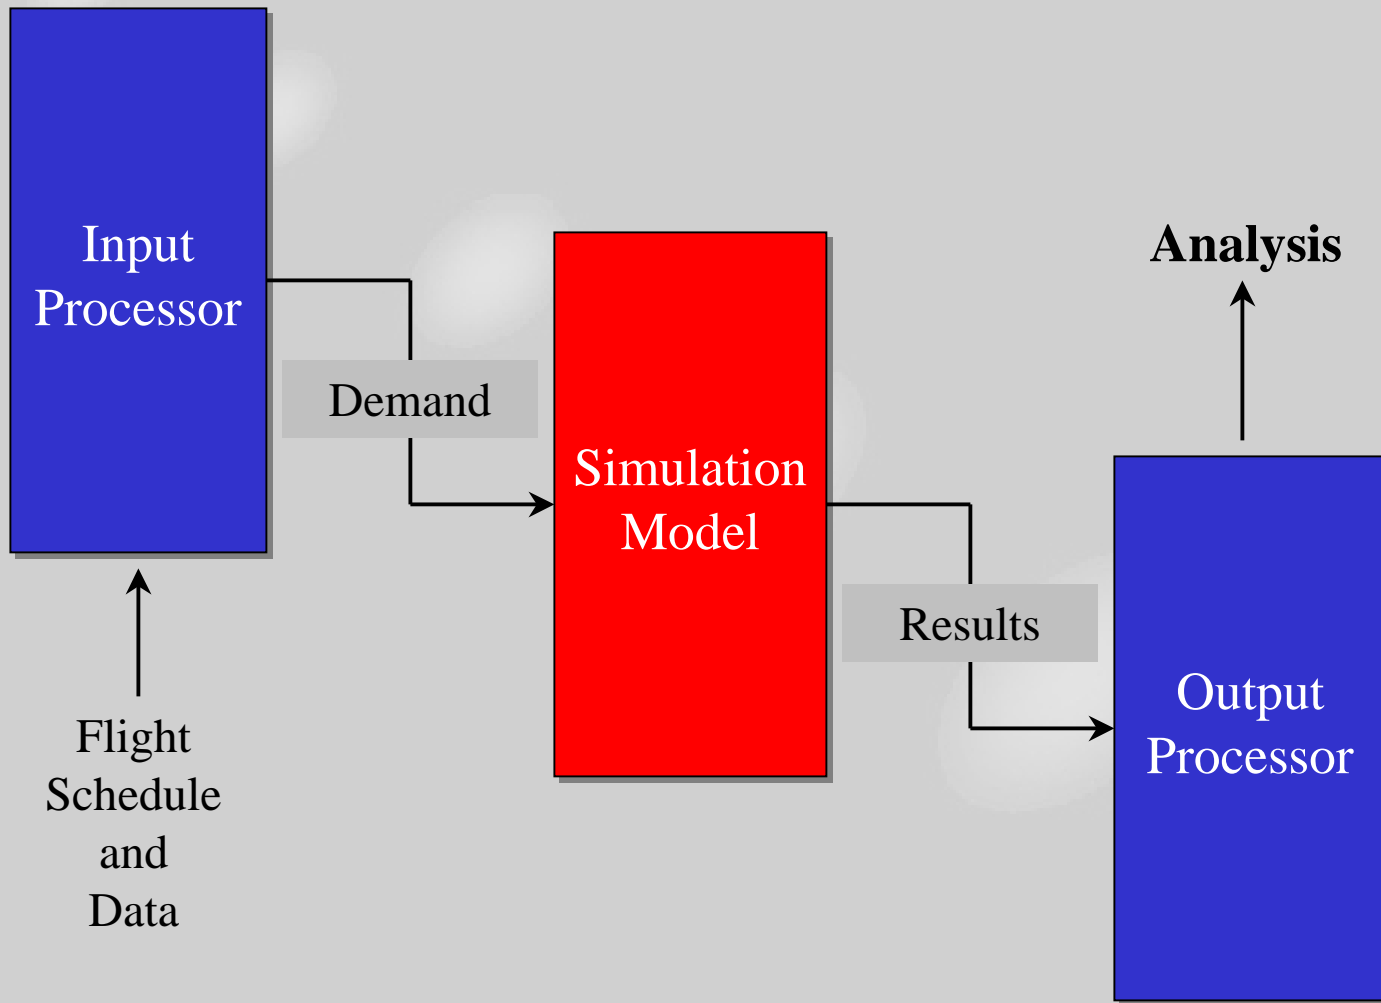 Input
Processor
Demand
Flight
Schedule
and
Data
Simulation
Model
Results
Analysis
Output
Processor